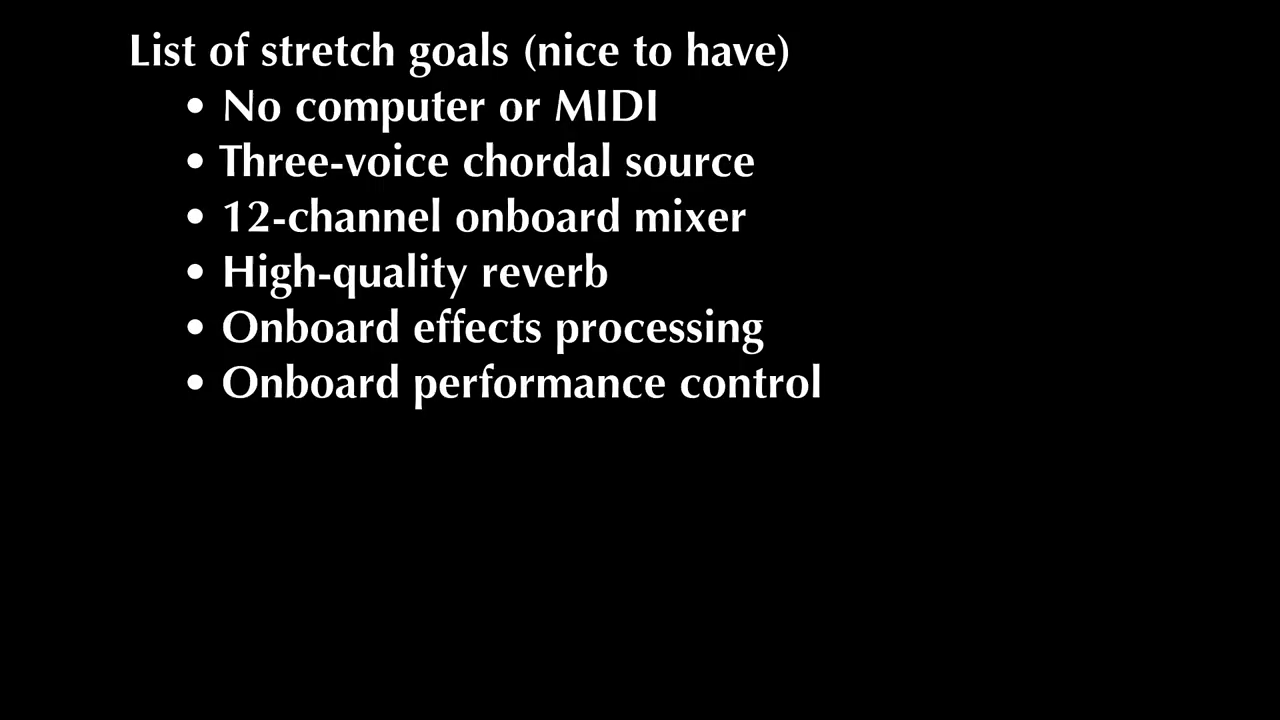 List of stretch goals (nice to have)
• No computer or MIDI
• Three-voice chordal source
• 12-channel onboard mixer
• High-quality reverb
• Onboard effects processing
• Onboard performance control